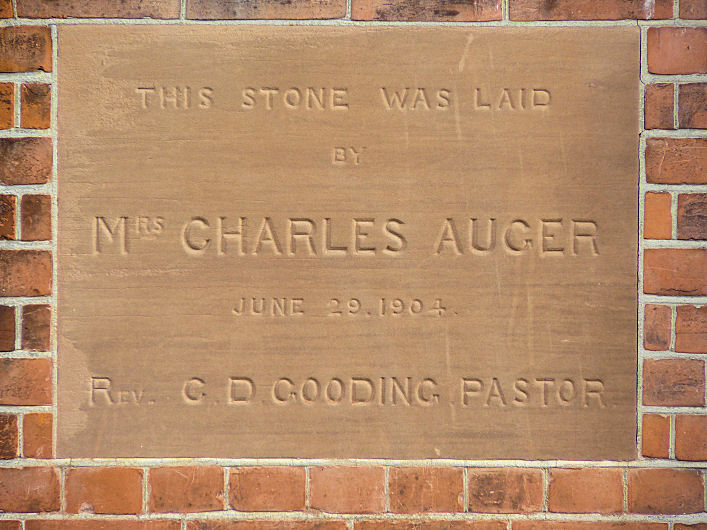 THIS STONE WAS LAID
BY
MRS CHARLES AUGER
JUNE 29.1904.
REV. C.D. GOODING. PASTOR.